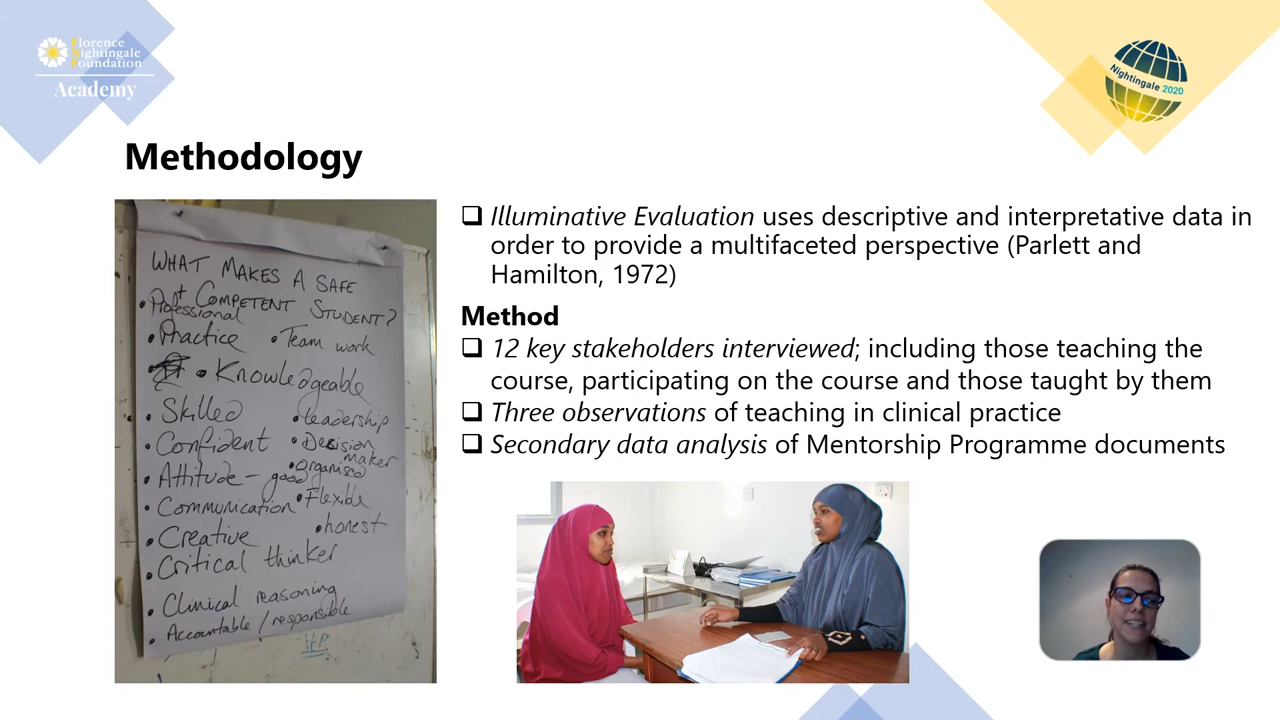 Florence
Nightingale
Foundation
Academy
Nightingale 2020
Methodology
WHAT MAKES A SAFE
+ COMPETENT STUDENT?
• Professional
• Practice
• Team work
• Knowledgeable
• Skilled
• leadership
• Confident
• Decision
maker
• organised
• Attitude - good
• Flexible
• Communication
• honest
• Creative
• Critical thinker
• Clinical reasoning
• Accountable / responsible
❑ Illuminative Evaluation uses descriptive and interpretative data in
order to provide a multifaceted perspective (Parlett and
Hamilton, 1972)
Method
❑ 12 key stakeholders interviewed; including those teaching the
course, participating on the course and those taught by them
❑ Three observations of teaching in clinical practice
❑ Secondary data analysis of Mentorship Programme documents